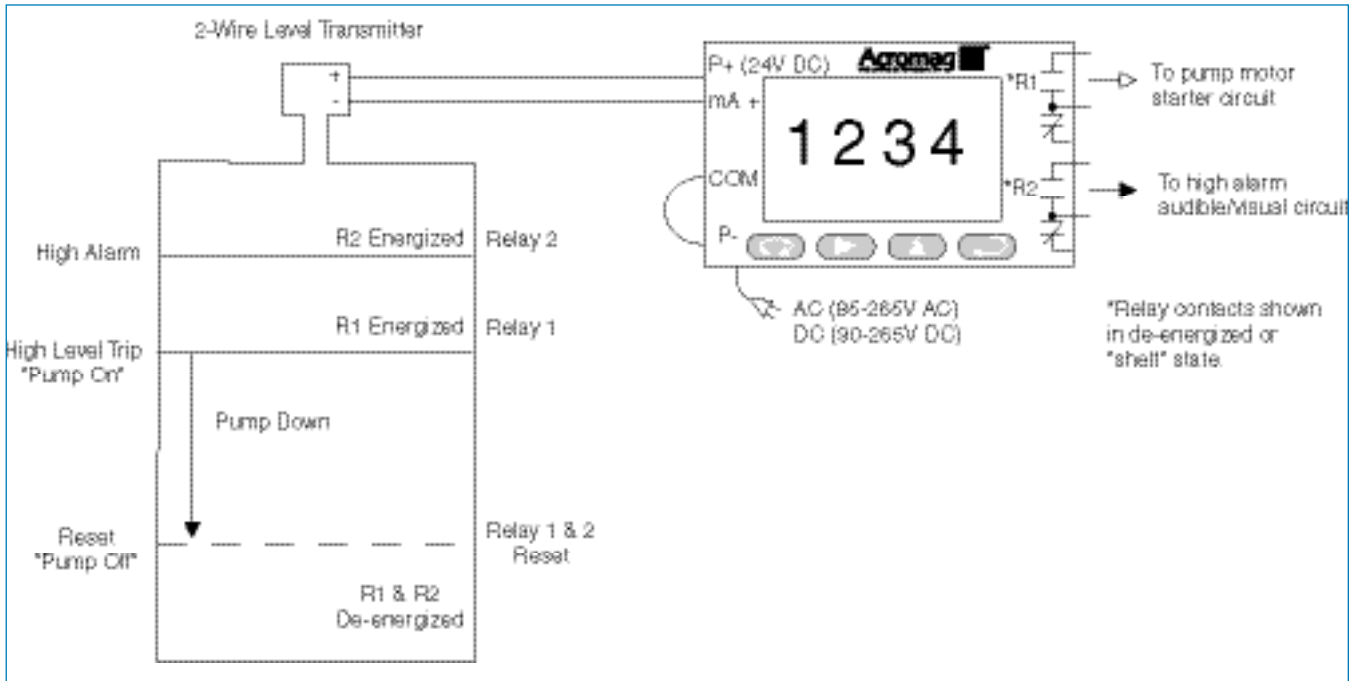 2-Wire Level Transmitter
+
-
P+ (24V DC)
Acromag
mA +
1234
COM
P-
*R1
To pump motor
starter circuit
*R2
To high alarm
audible/visual circuit
AC (85-265V AC)
DC (90-265V DC)
*Relay contacts shown
in de-energized or
"shelf" state.
High Alarm
R2 Energized
Relay 2
R1 Energized
Relay 1
High Level Trip
"Pump On"
Pump Down
Reset
"Pump Off"
Relay 1 & 2
Reset
R1 & R2
De-energized